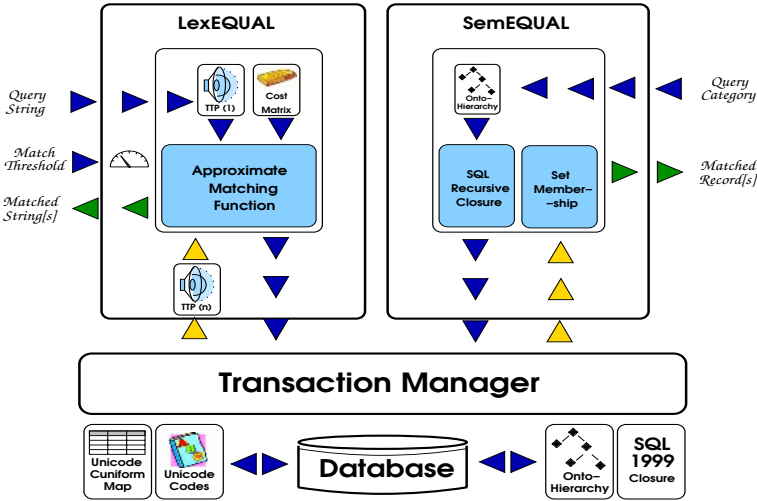 LexEQUAL
SemEQUAL
Query
String
TTP (1)
Cost
Matrix
Onto–
Hierarchy
Query
Category
Match
Threshold
Approximate
Matching
Function
SQL
Recursive
Closure
Set
Member–
–ship
Matched
Record[s]
Matched
String[s]
TTP (n)
Transaction Manager
Unicode
Cuniform
Map
Unicode
Codes
Database
Onto–
Hierarchy
SQL
1999
Closure